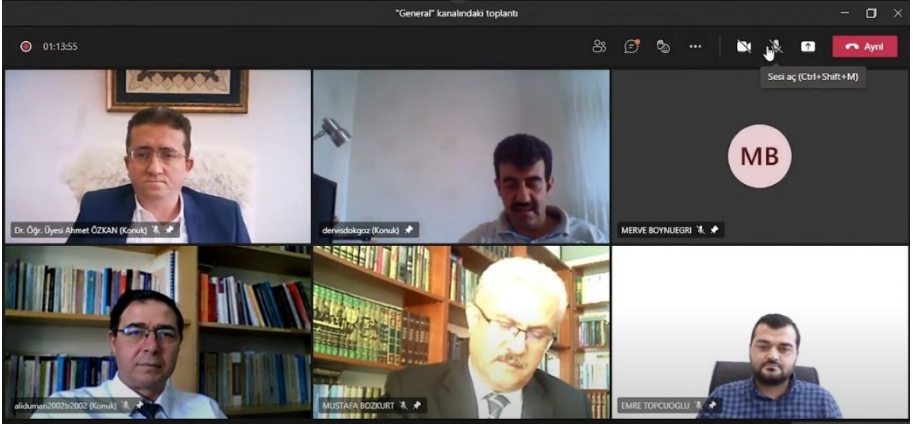 "General" kanalındaki toplantı
01:13:55
Ayrıl
Sesi aç (Ctrl+Shift+M)
Dr. Öğr. Üyesi Ahmet ÖZKAN (Konuk)
dervisdokgoz (Konuk)
MB
MERVE BOYNUEGRI
aliduman2002tr2002 (Konuk)
MUSTAFA BOZKURT
EMRE TOPCUOGLU